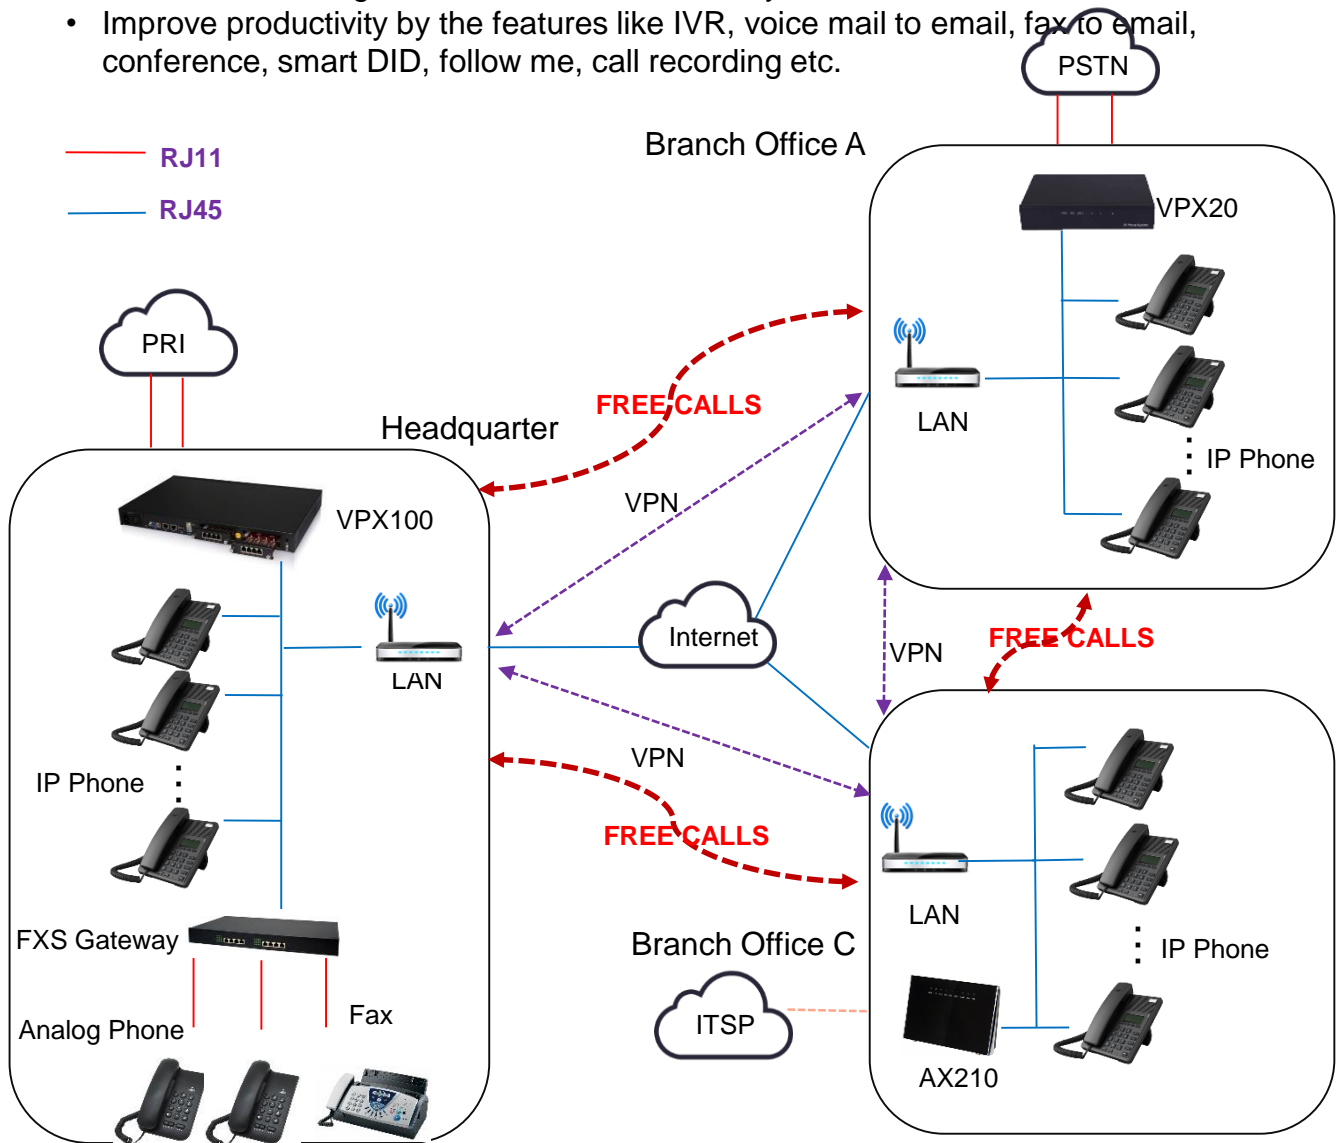 • Improve productivity by the features like IVR, voice mail to email, fax to email,
conference, smart DID, follow me, call recording etc.
PSTN
RJ11
Branch Office A
RJ45
VPX20
PRI
FREE CALLS
LAN
Headquarter
IP Phone
VPN
VPX100
Internet
FREE CALLS
VPN
LAN
VPN
IP Phone
FREE CALLS
LAN
FXS Gateway
Branch Office C
IP Phone
Fax
ITSP
Analog Phone
AX210